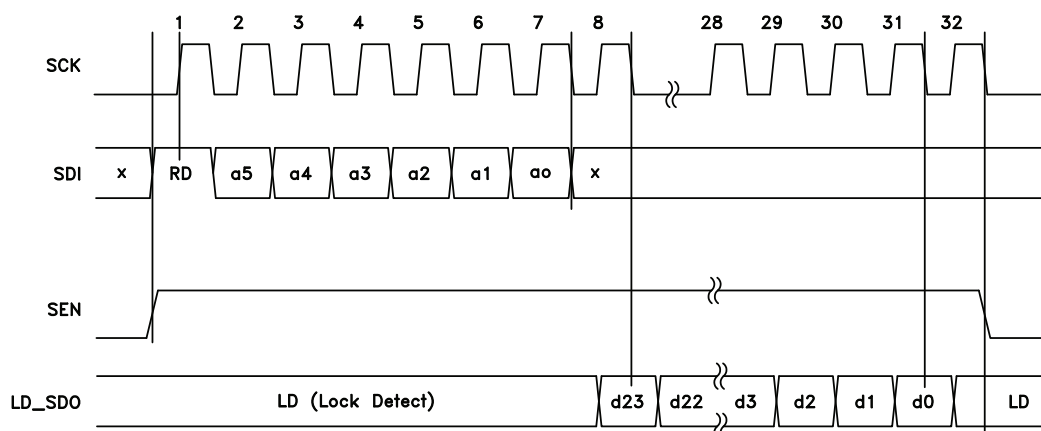 1 2 3 4 5 6 7 8 28 29 30 31 32
SCK
SDI x RD a5 a4 a3 a2 a1 ao x
SEN
LD_SDO LD (Lock Detect) d23 d22 d3 d2 d1 d0 LD